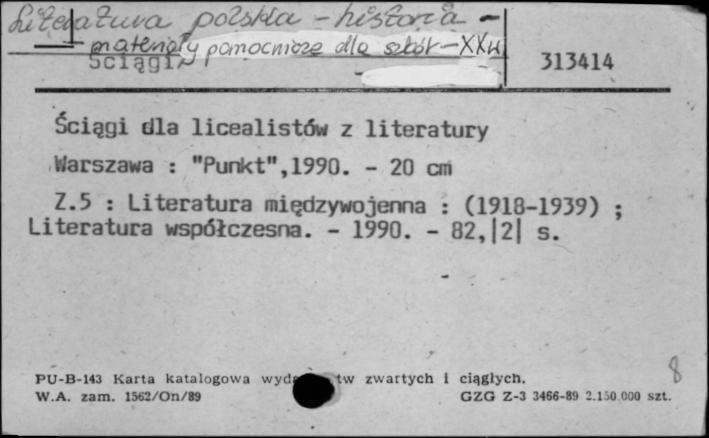 Literatura polska - historia -
- materiały pomocnicze dla szkół - XX w
Ściągi
313414
Ściągi dla licealistów z literatury
Warszawa : "Punkt",1990. - 20 cm
Z.5 : Literatura międzywojenna : (1918-1939) ;
Literatura współczesna. - 1990. - 82,|2| s.
8
PU-B-143 Karta katalogowa wyd tw zwartych i ciągłych.
W.A. zam. 1562/On/89 GZG Z-3 3466-89 2.150.000 szt.